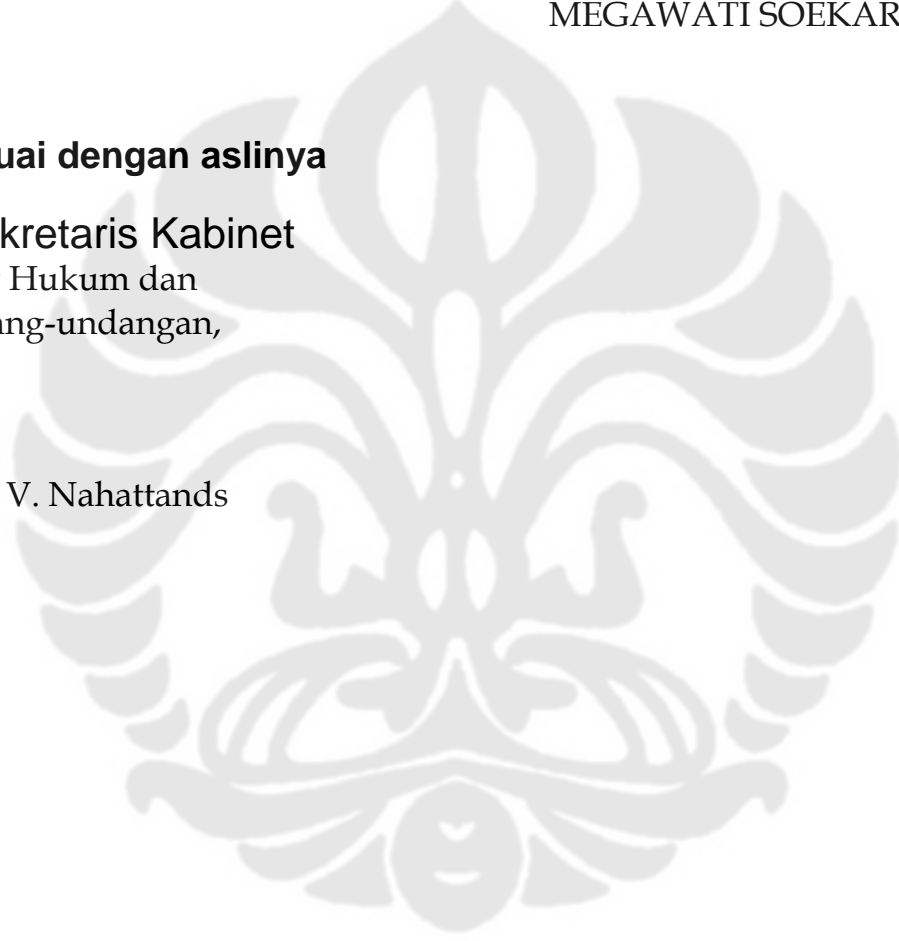 MEGAWATI SOEKAR
uai dengan aslinya
kretaris Kabinet
Hukum dan
ang-undangan,
V. Nahattands